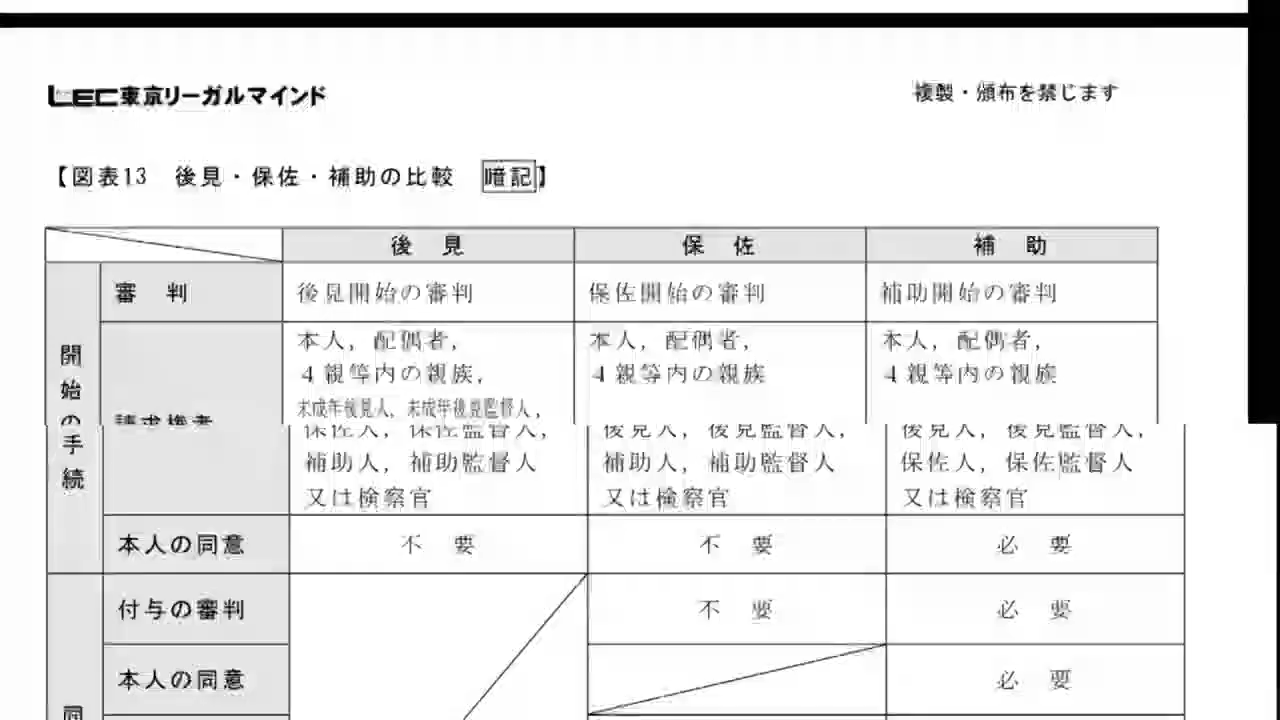 LEC東京リーガルマインド
複製・頒布を禁じます
【図表13 後見・保佐・補助の比較 暗記】
後見 保佐 補助
開始の手続
審判 後見開始の審判 保佐開始の審判 補助開始の審判
請求権者
本人，配偶者， 本人，配偶者， 本人，配偶者，
4親等内の親族， 4親等内の親族 4親等内の親族
未成年後見人，未成年後見監督人，
保佐人，保佐監督人， 後見人，後見監督人， 後見人，後見監督人，
補助人，補助監督人 補助人，補助監督人 保佐人，保佐監督人
又は検察官 又は検察官 又は検察官
本人の同意 不要 不要 必要
付与の審判 不要 必要
本人の同意 必要